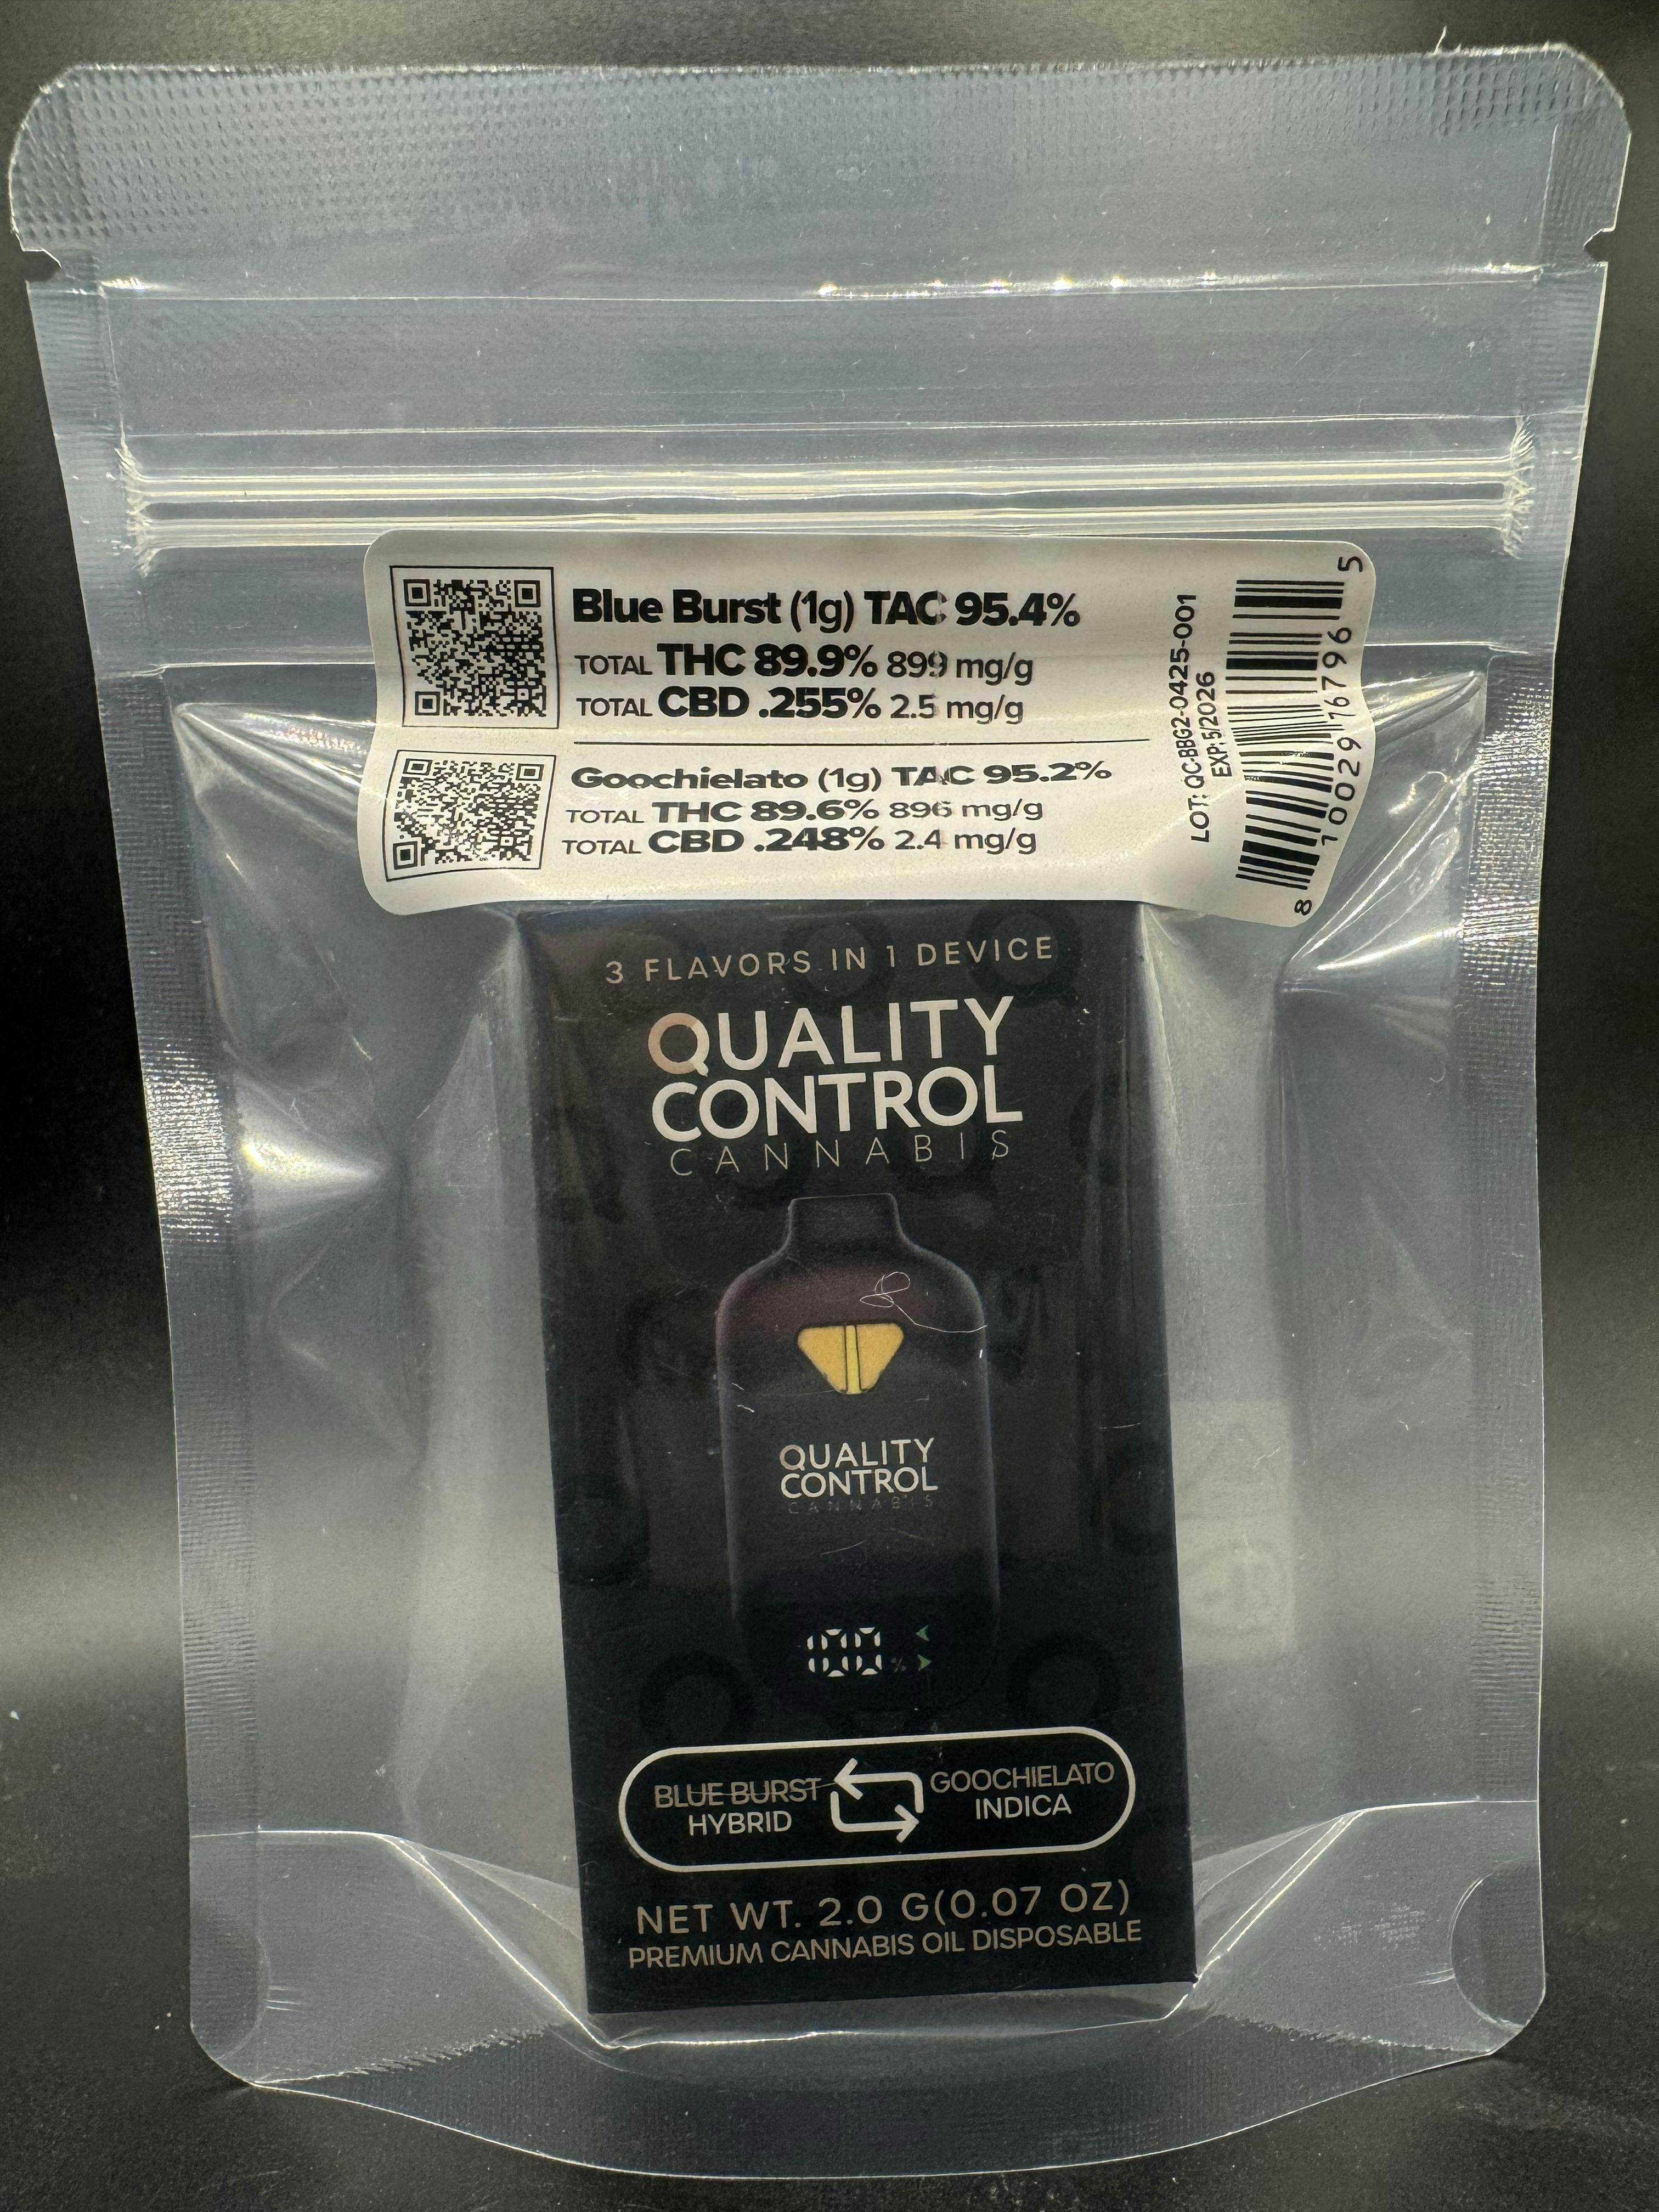 Blue Burst (1g) TAC 95.4%
TOTAL THC 89.9% 899 mg/g
TOTAL CBD .255% 2.5 mg/g
Goochielato (1g) TAC 95.2%
TOTAL THC 89.6% 896 mg/g
TOTAL CBD .248% 2.4 mg/g
LOT: QC-BBG2-0425-001
EXP: 5/2026
8 10029 76796 5
3 FLAVORS IN 1 DEVICE
QUALITY
CONTROL
CANNABIS
QUALITY
CONTROL
CANNABIS
100%
BLUE BURST
HYBRID
GOOCHIELATO
INDICA
NET WT. 2.0 G(0.07 OZ)
PREMIUM CANNABIS OIL DISPOSABLE